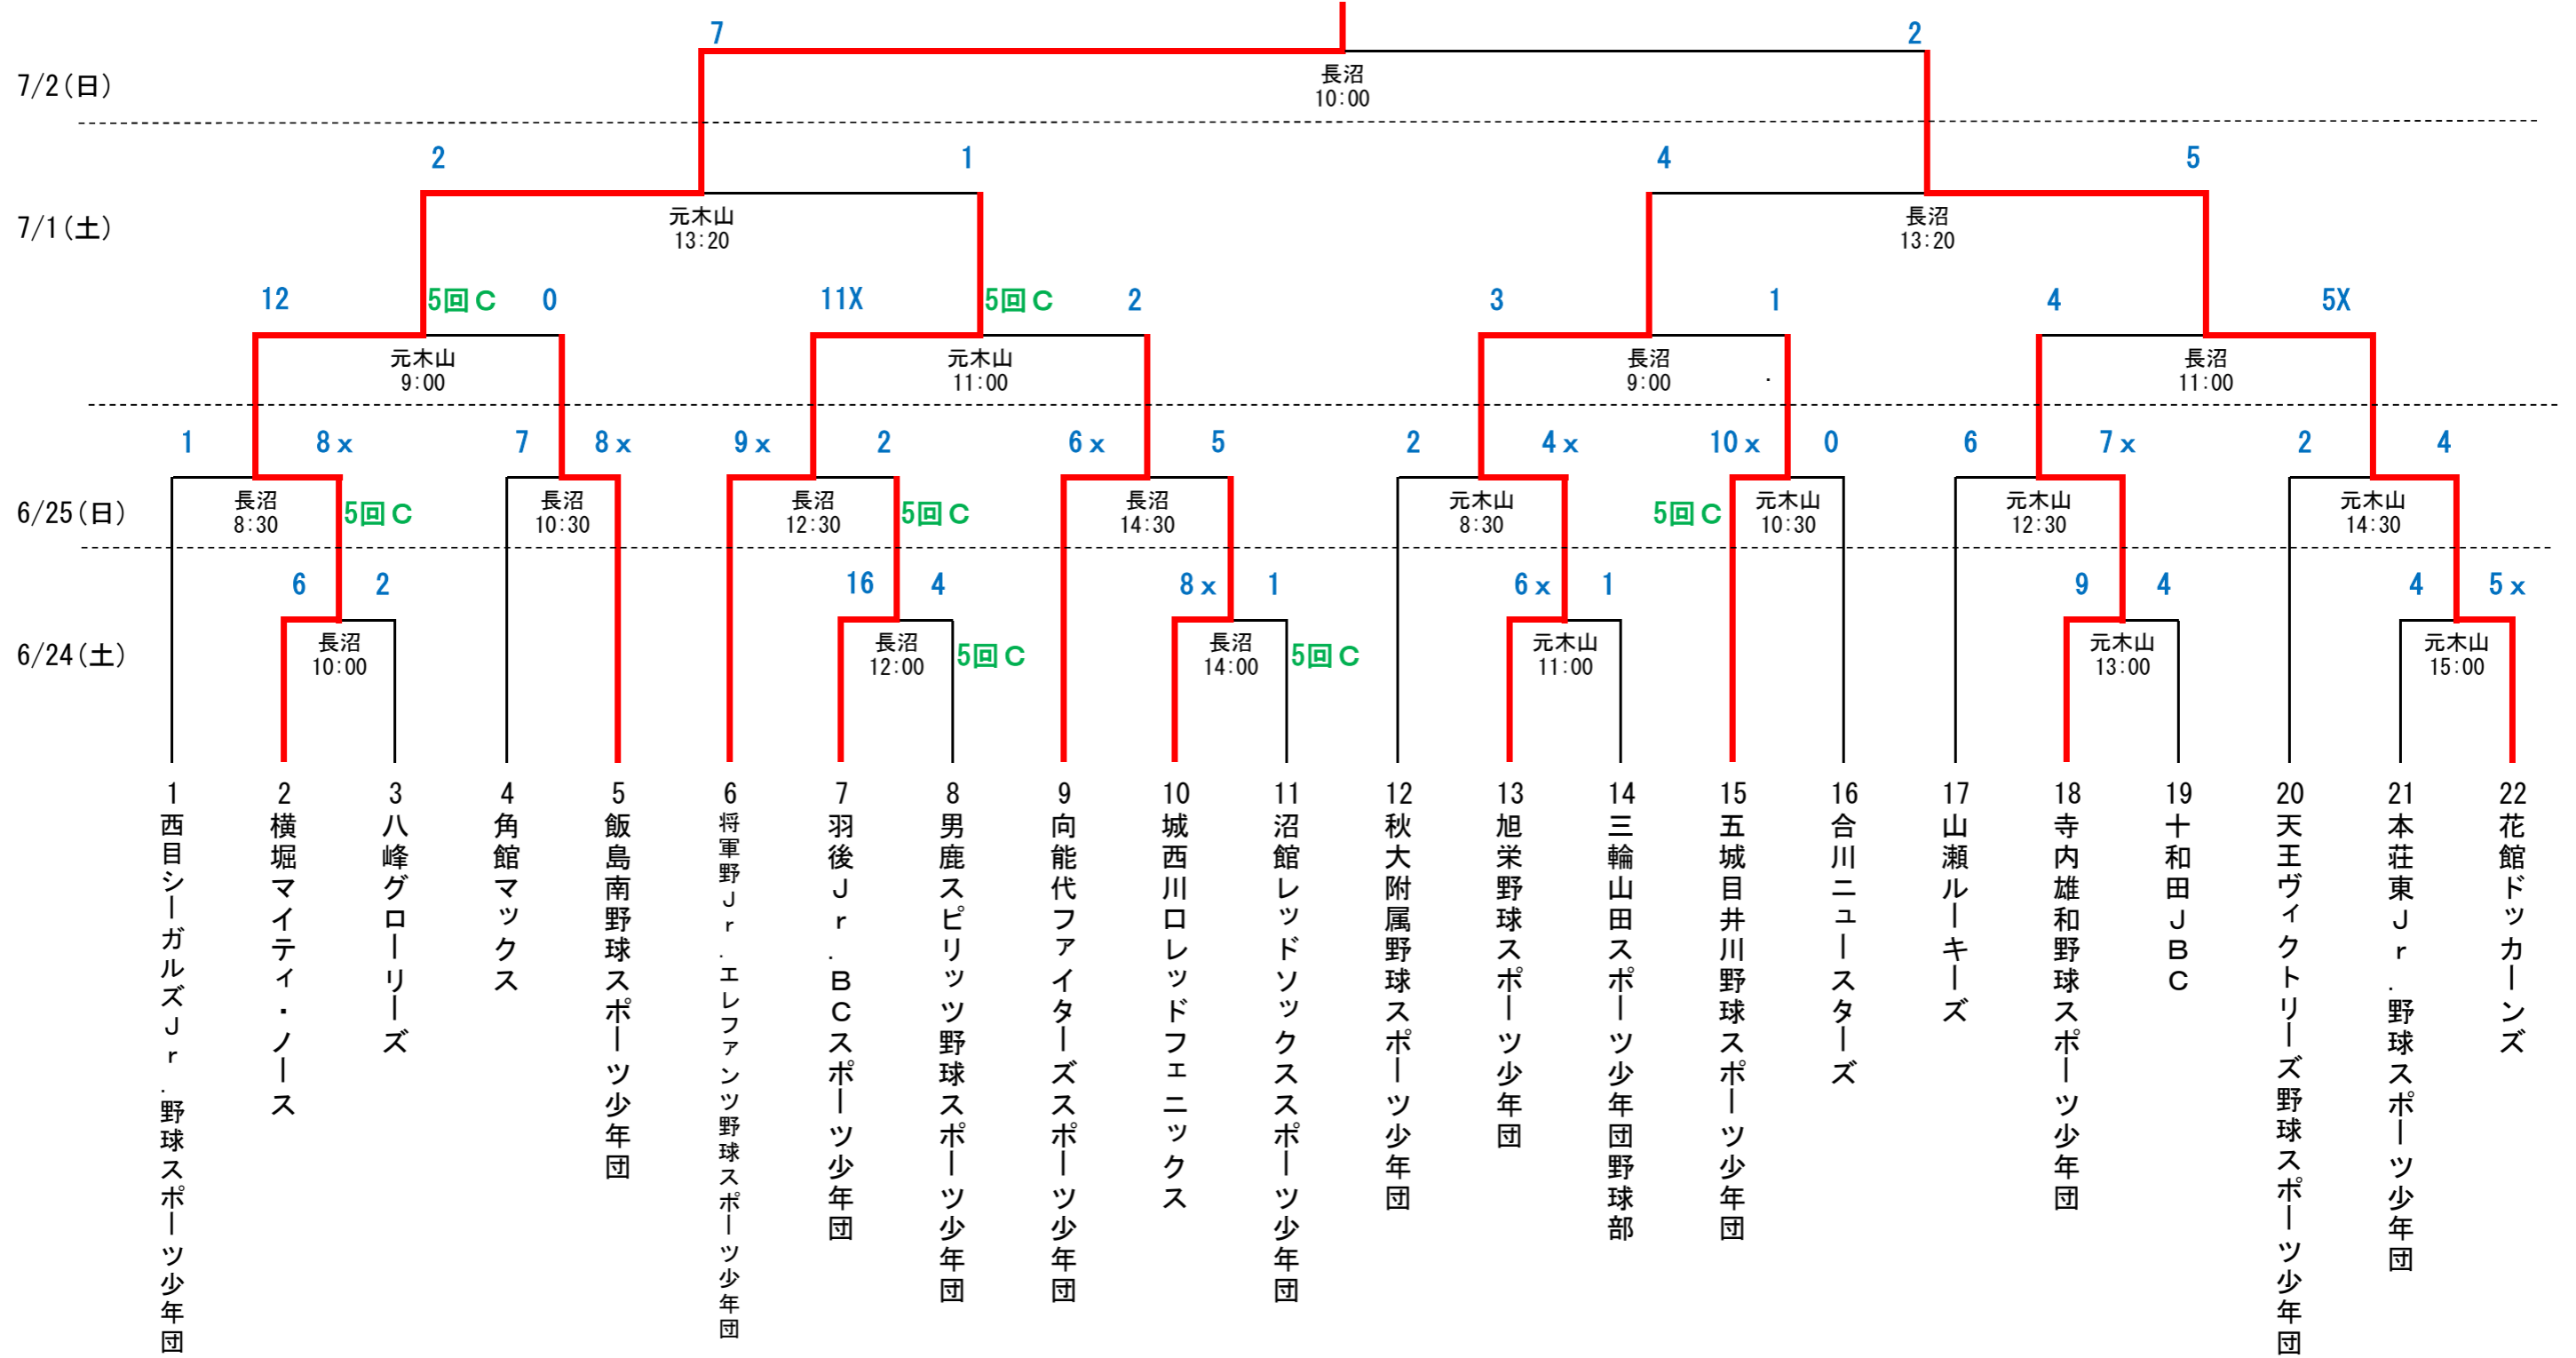 7 2
7/2(日)
長沼
10:00
2 1 4 5
7/1(土)
元木山
13:20
長沼
13:20
12 5回C 0 11X 5回C 2 3 1 4 5X
元木山
9:00
元木山
11:00
長沼
9:00
長沼
11:00
1 8x 7 8x 9x 2 6x 5 2 4x 10x 0 6 7x 2 4
6/25(日)
長沼
8:30
5回C
長沼
10:30
長沼
12:30
5回C
長沼
14:30
元木山
8:30
5回C
元木山
10:30
元木山
12:30
元木山
14:30
6 2 16 4 8x 1 6x 1 9 4 4 5x
6/24(土)
長沼
10:00
長沼
12:00
5回C
長沼
14:00
5回C
元木山
11:00
元木山
13:00
元木山
15:00
1 西目シーガルズJr.野球スポーツ少年団
2 横堀マイティ・ノース
3 八峰グローリーズ
4 角館マックス
5 飯島南野球スポーツ少年団
6 将軍野Jr.エレファンツ野球スポーツ少年団
7 羽後Jr.BCスポーツ少年団
8 男鹿スピリッツ野球スポーツ少年団
9 向能代ファイターズスポーツ少年団
10 城西川口レッドフェニックス
11 沼館レッドソックススポーツ少年団
12 秋大附属野球スポーツ少年団
13 旭栄野球スポーツ少年団
14 三輪山田スポーツ少年団野球部
15 五城目井川野球スポーツ少年団
16 合川ニュースターズ
17 山瀬ルーキーズ
18 寺内雄和野球スポーツ少年団
19 十和田JBC
20 天王ヴィクトリーズ野球スポーツ少年団
21 本荘東Jr.野球スポーツ少年団
22 花館ドッカーンズ